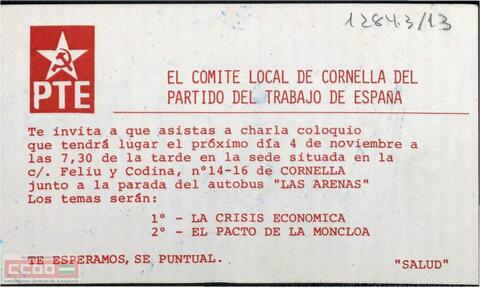 1284.3/13
PTE
EL COMITE LOCAL DE CORNELLA DEL
PARTIDO DEL TRABAJO DE ESPAÑA
Te invita a que asistas a charla coloquio
que tendrá lugar el próximo día 4 de noviembre a
las 7,30 de la tarde en la sede situada en la
c/. Feliu y Codina, nº14-16 de CORNELLA
junto a la parada del autobus "LAS ARENAS"
Los temas serán:
1º - LA CRISIS ECONOMICA
2º - EL PACTO DE LA MONCLOA
TE ESPERAMOS, SE PUNTUAL.
"SALUD"
CCOO